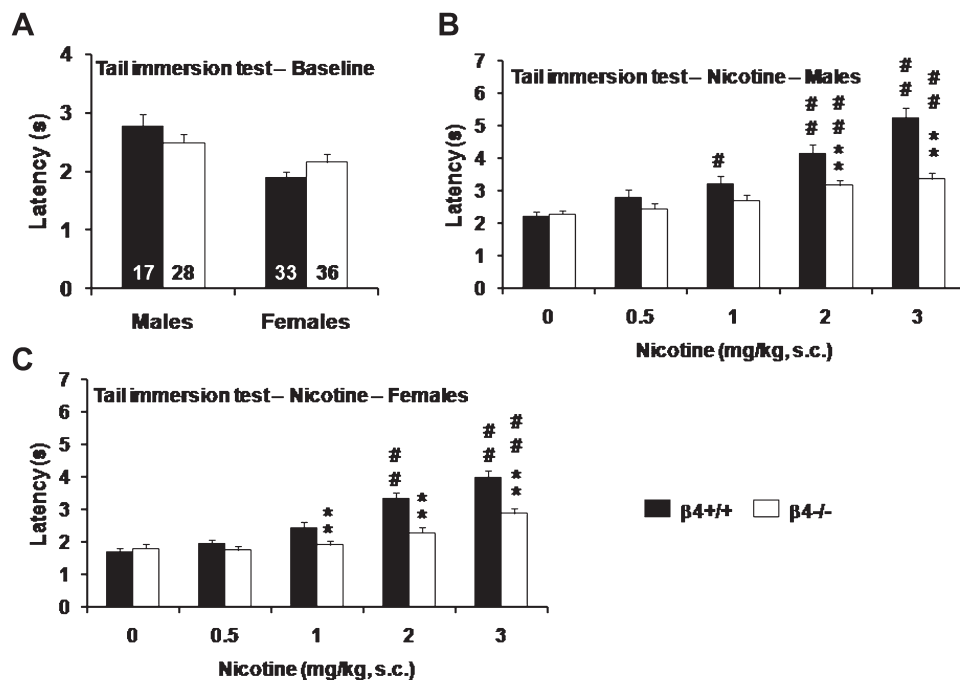 A
Tail immersion test – Baseline
Latency (s)
4
3
2
1
0
17
28
33
36
Males
Females
B
Tail immersion test – Nicotine – Males
Latency (s)
7
6
5
4
3
2
1
0
#
# #
# # * *
# #
# # * *
0 0.5 1 2 3
Nicotine (mg/kg, s.c.)
C
Tail immersion test – Nicotine – Females
Latency (s)
7
6
5
4
3
2
1
0
* *
# #
* *
# #
# # * *
0 0.5 1 2 3
Nicotine (mg/kg, s.c.)
β4+/+
β4-/-